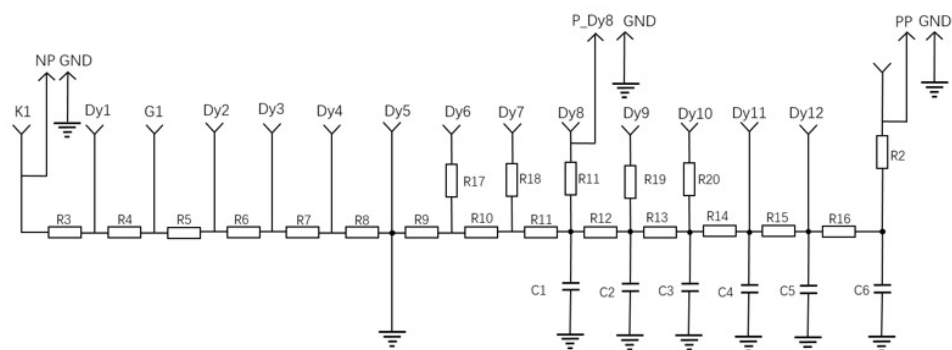 P_Dy8 GND
PP GND
NP GND
K1 Dy1 G1 Dy2 Dy3 Dy4 Dy5 Dy6 Dy7 Dy8 Dy9 Dy10 Dy11 Dy12
R2
R17 R18 R11 R19 R20
R3 R4 R5 R6 R7 R8 R9 R10 R11 R12 R13 R14 R15 R16
C1 C2 C3 C4 C5 C6